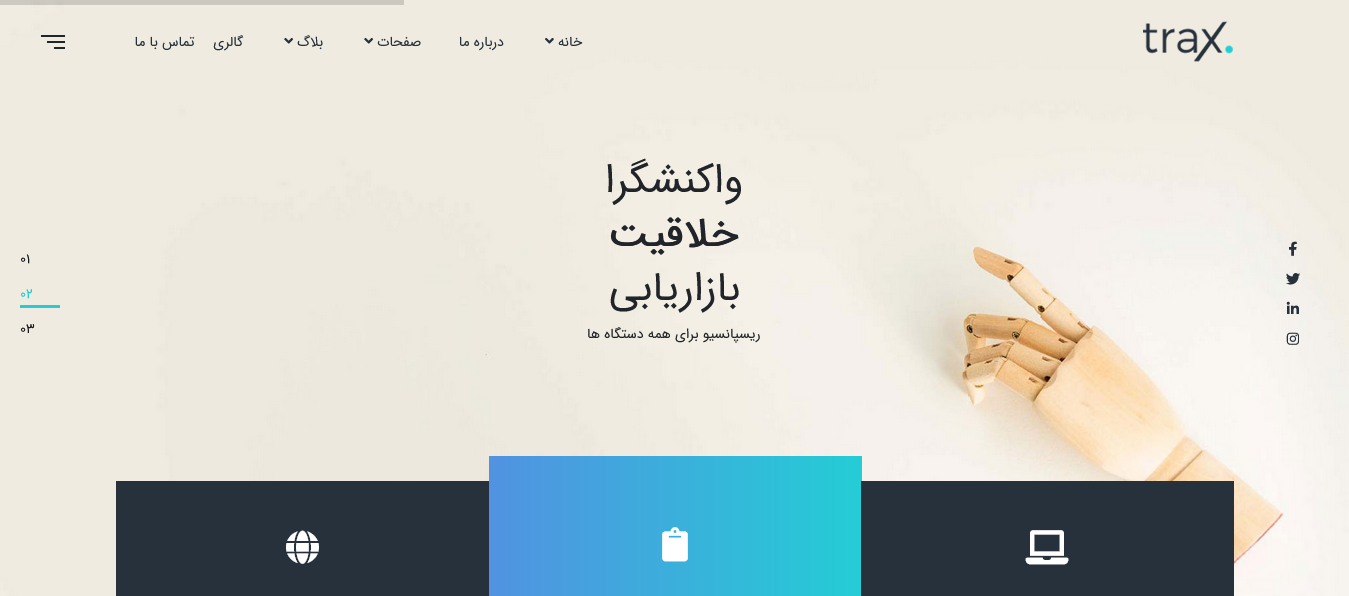 trax.
خانه
درباره ما
صفحات
بلاگ
گالری
تماس با ما
واکنشگرا
خلاقیت
بازاریابی
ریسپانسیو برای همه دستگاه ها
۰۱
۰۲
۰۳